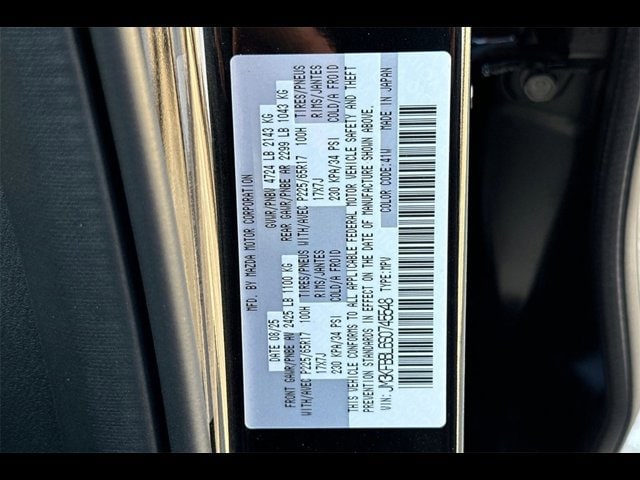 MFD. BY MAZDA MOTOR CORPORATION
DATE 08/25 GVWR/PNBV 4724 LB 2143 KG
FRONT GAWR/PNBE AV 2425 LB 1100 KG REAR GAWR/PNBE AR 2299 LB 1043 KG
WITH/AVEC P225/65R17 100H TIRES/PNEUS WITH/AVEC P225/65R17 100H TIRES/PNEUS
17X7J RIMS/JANTES 17X7J RIMS/JANTES
230 KPA/34 PSI COLD/A FROID 230 KPA/34 PSI COLD/A FROID
THIS VEHICLE CONFORMS TO ALL APPLICABLE FEDERAL MOTOR VEHICLE SAFETY AND THEFT
PREVENTION STANDARDS IN EFFECT ON THE DATE OF MANUFACTURE SHOWN ABOVE.
VIN: TYPE:MPV COLOR CODE:41W MADE IN JAPAN